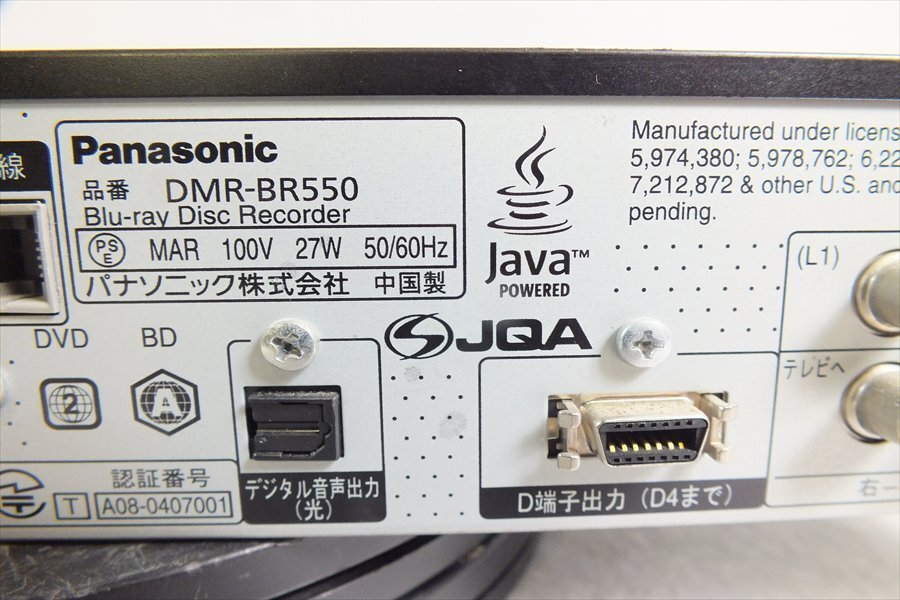 線
Panasonic
品番 DMR-BR550
Blu-ray Disc Recorder
PS E MAR 100V 27W 50/60Hz
パナソニック株式会社 中国製
Java™
POWERED
Manufactured under licens
5,974,380; 5,978,762; 6,22
7,212,872 & other U.S. and
pending.
(L1)
JQA
DVD BD
2 A
テレビへ
認証番号
T A08-0407001
デジタル音声出力
(光)
D端子出力 (D4まで)
右ー